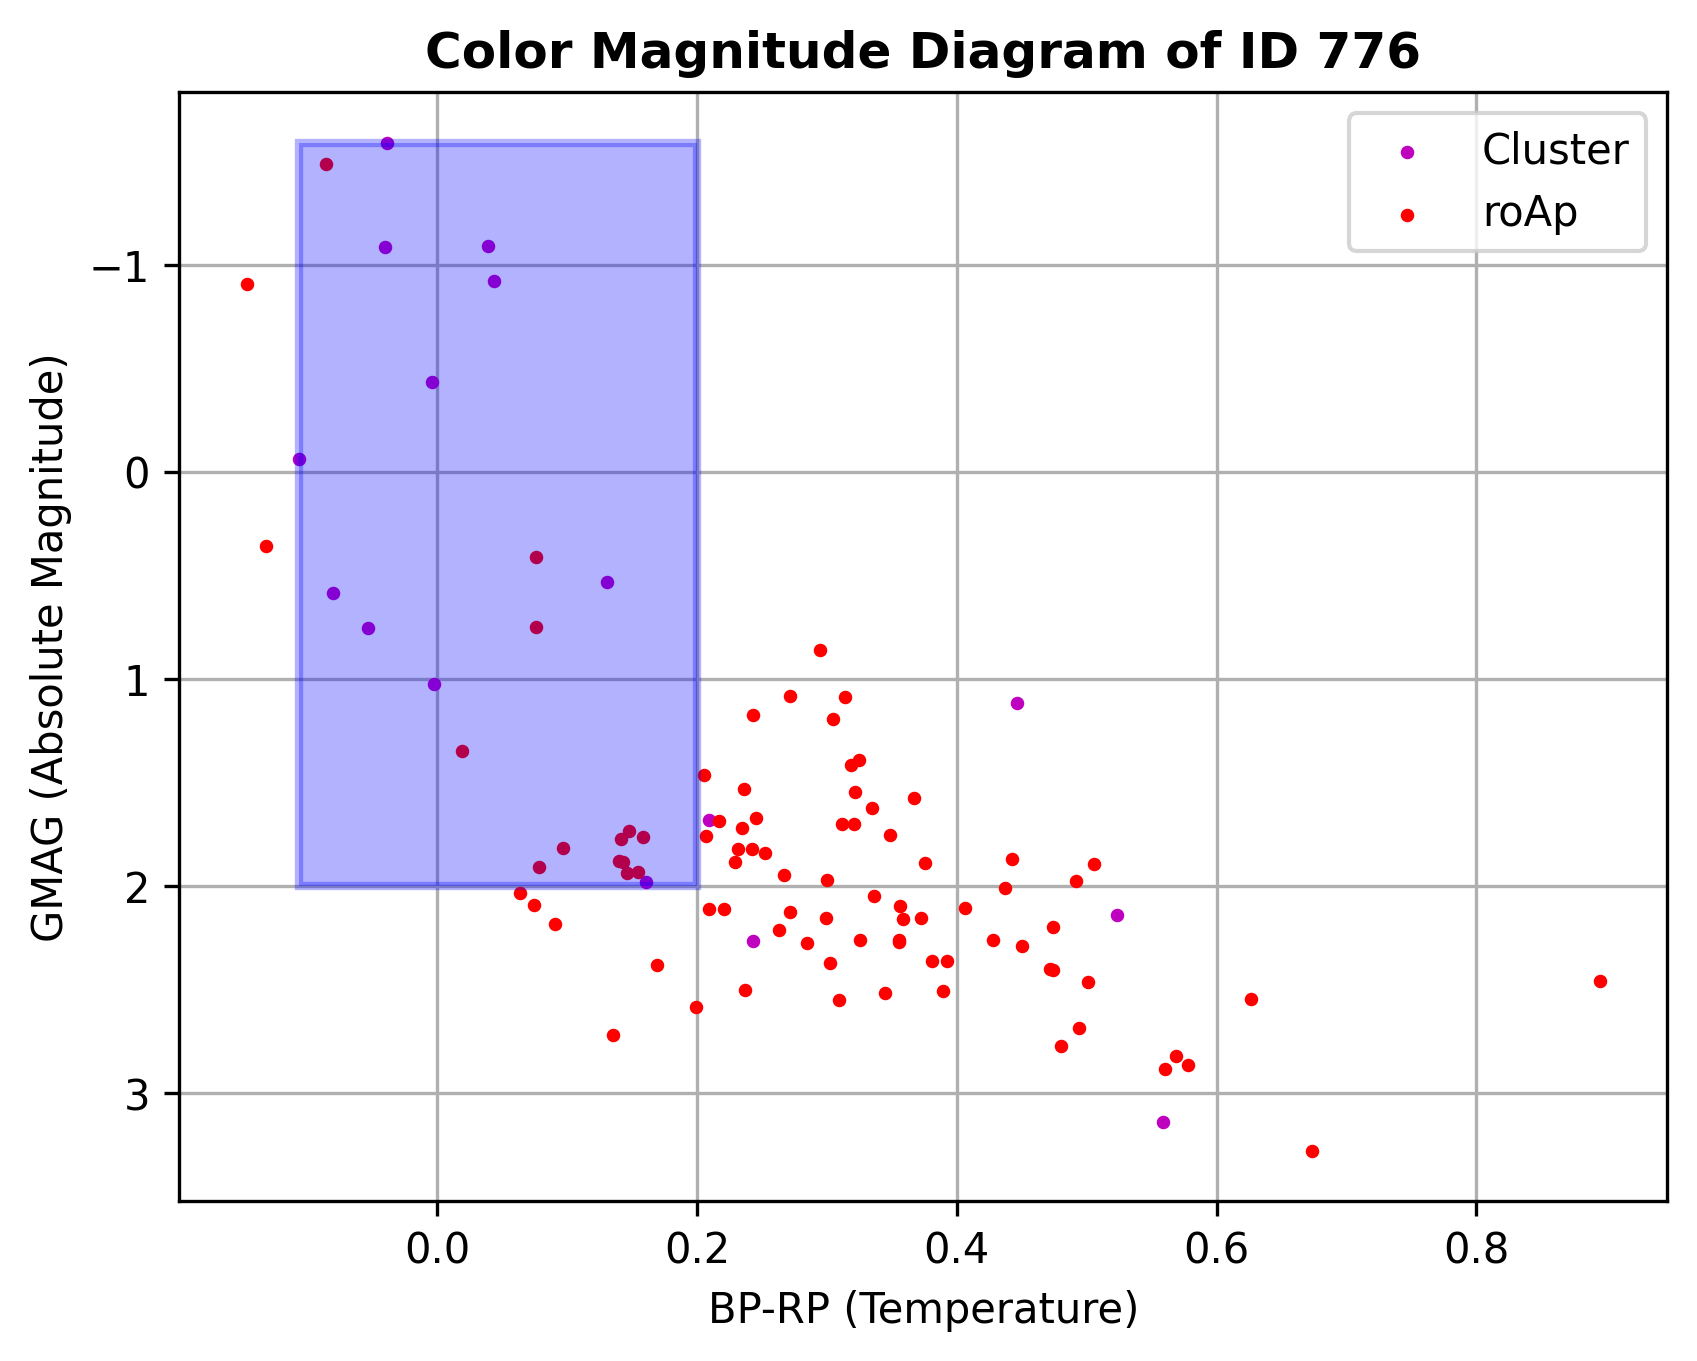 Color Magnitude Diagram of ID 776
Cluster
roAp
GMAG (Absolute Magnitude)
−1
0
1
2
3
0.0 0.2 0.4 0.6 0.8
BP-RP (Temperature)